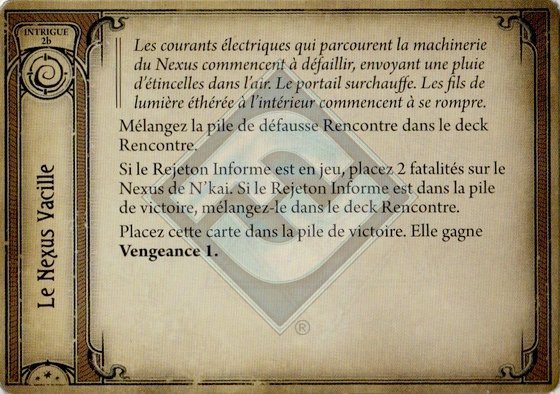 INTRIGUE
2b
Le Nexus Vacille
Les courants électriques qui parcourent la machinerie
du Nexus commencent à défaillir, envoyant une pluie
d'étincelles dans l'air. Le portail surchauffe. Les fils de
lumière éthérée à l'intérieur commencent à se rompre.
Mélangez la pile de défausse Rencontre dans le deck
Rencontre.
Si le Rejeton Informe est en jeu, placez 2 fatalités sur le
Nexus de N'kai. Si le Rejeton Informe est dans la pile
de victoire, mélangez-le dans le deck Rencontre.
Placez cette carte dans la pile de victoire. Elle gagne
Vengeance 1.
®